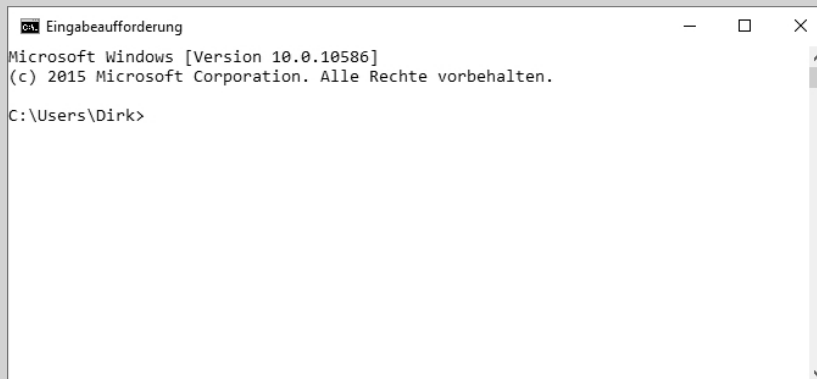 Eingabeaufforderung
Microsoft Windows [Version 10.0.10586]
(c) 2015 Microsoft Corporation. Alle Rechte vorbehalten.
C:\Users\Dirk>